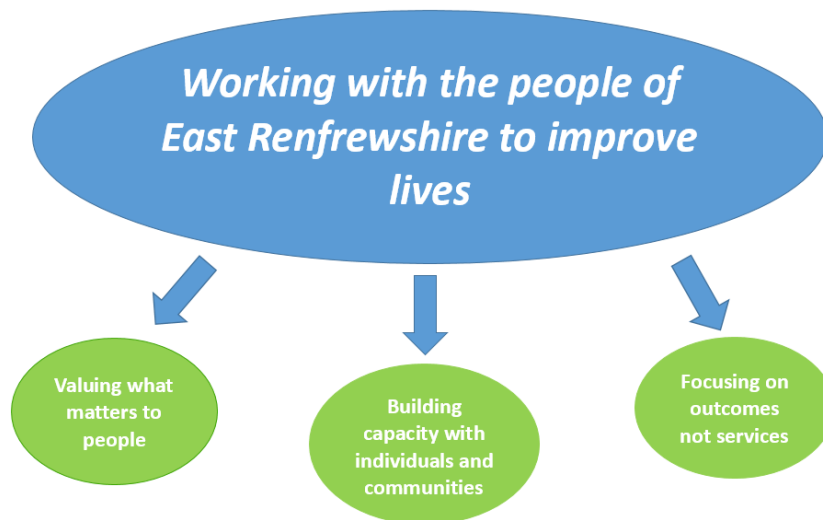 Working with the people of
East Renfrewshire to improve
lives
Valuing what
matters to
people
Building
capacity with
individuals and
communities
Focusing on
outcomes
not services